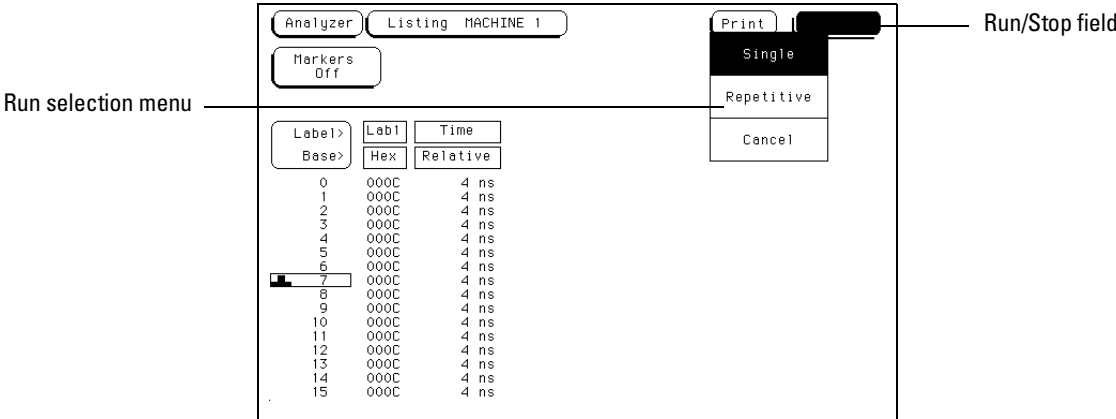 Analyzer Listing MACHINE 1 Print Run/Stop field
Markers
Off
Single
Run selection menu Repetitive
Cancel
Label> Lab1 Time
Base> Hex Relative
0 000C 4 ns
1 000C 4 ns
2 000C 4 ns
3 000C 4 ns
4 000C 4 ns
5 000C 4 ns
6 000C 4 ns
7 000C 4 ns
8 000C 4 ns
9 000C 4 ns
10 000C 4 ns
11 000C 4 ns
12 000C 4 ns
13 000C 4 ns
14 000C 4 ns
15 000C 4 ns